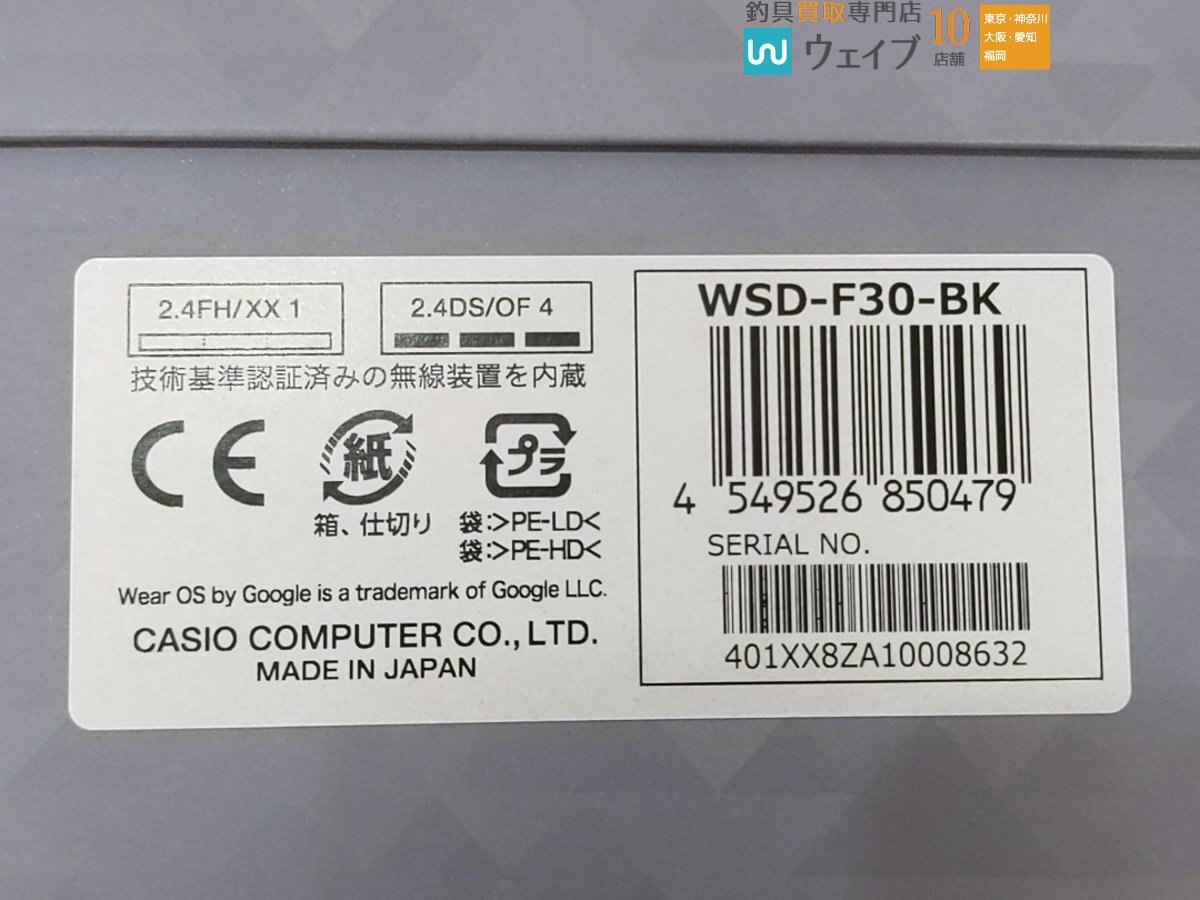 釣具買取専門店
ウェイブ
10
店舗
東京・神奈川
大阪・愛知
福岡
2.4FH/XX 1
2.4DS/OF 4
技術基準認証済みの無線装置を内蔵
CE
紙
プラ
箱、仕切り
袋:>PE-LD<
袋:>PE-HD<
Wear OS by Google is a trademark of Google LLC.
CASIO COMPUTER CO., LTD.
MADE IN JAPAN
WSD-F30-BK
4 549526 850479
SERIAL NO.
401XX8ZA10008632